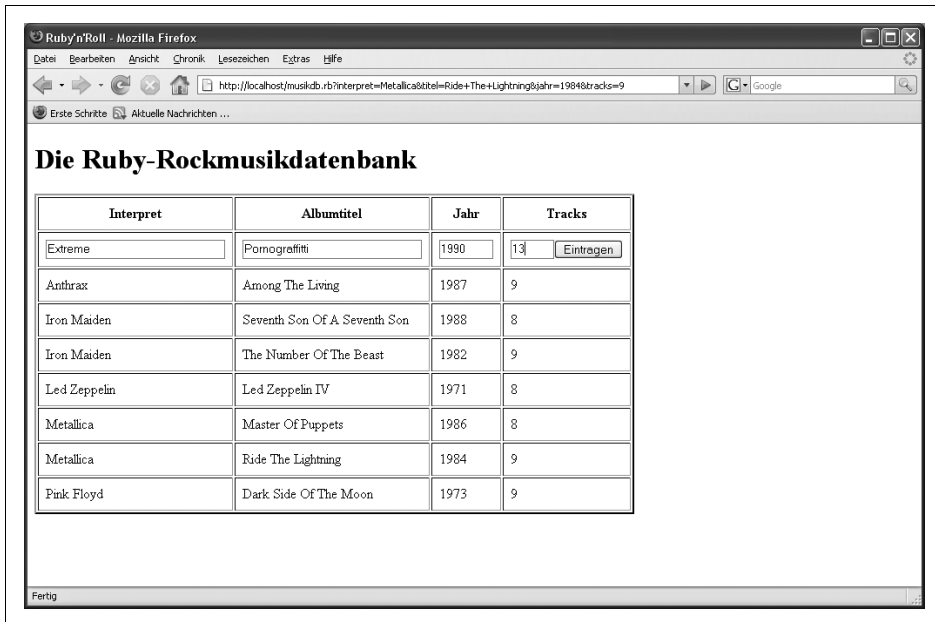 Ruby'n'Roll - Mozilla Firefox
Datei Bearbeiten Ansicht Chronik Lesezeichen Extras Hilfe
http://localhost/musikdb.rb?interpret=Metallica&titel=Ride+The+Lightning&jahr=1984&tracks=9 G Google
Erste Schritte Aktuelle Nachrichten ...
Die Ruby-Rockmusikdatenbank
Interpret Albumtitel Jahr Tracks
Extreme Pornograffitti 1990 13 Eintragen
Anthrax Among The Living 1987 9
Iron Maiden Seventh Son Of A Seventh Son 1988 8
Iron Maiden The Number Of The Beast 1982 9
Led Zeppelin Led Zeppelin IV 1971 8
Metallica Master Of Puppets 1986 8
Metallica Ride The Lightning 1984 9
Pink Floyd Dark Side Of The Moon 1973 9
Fertig